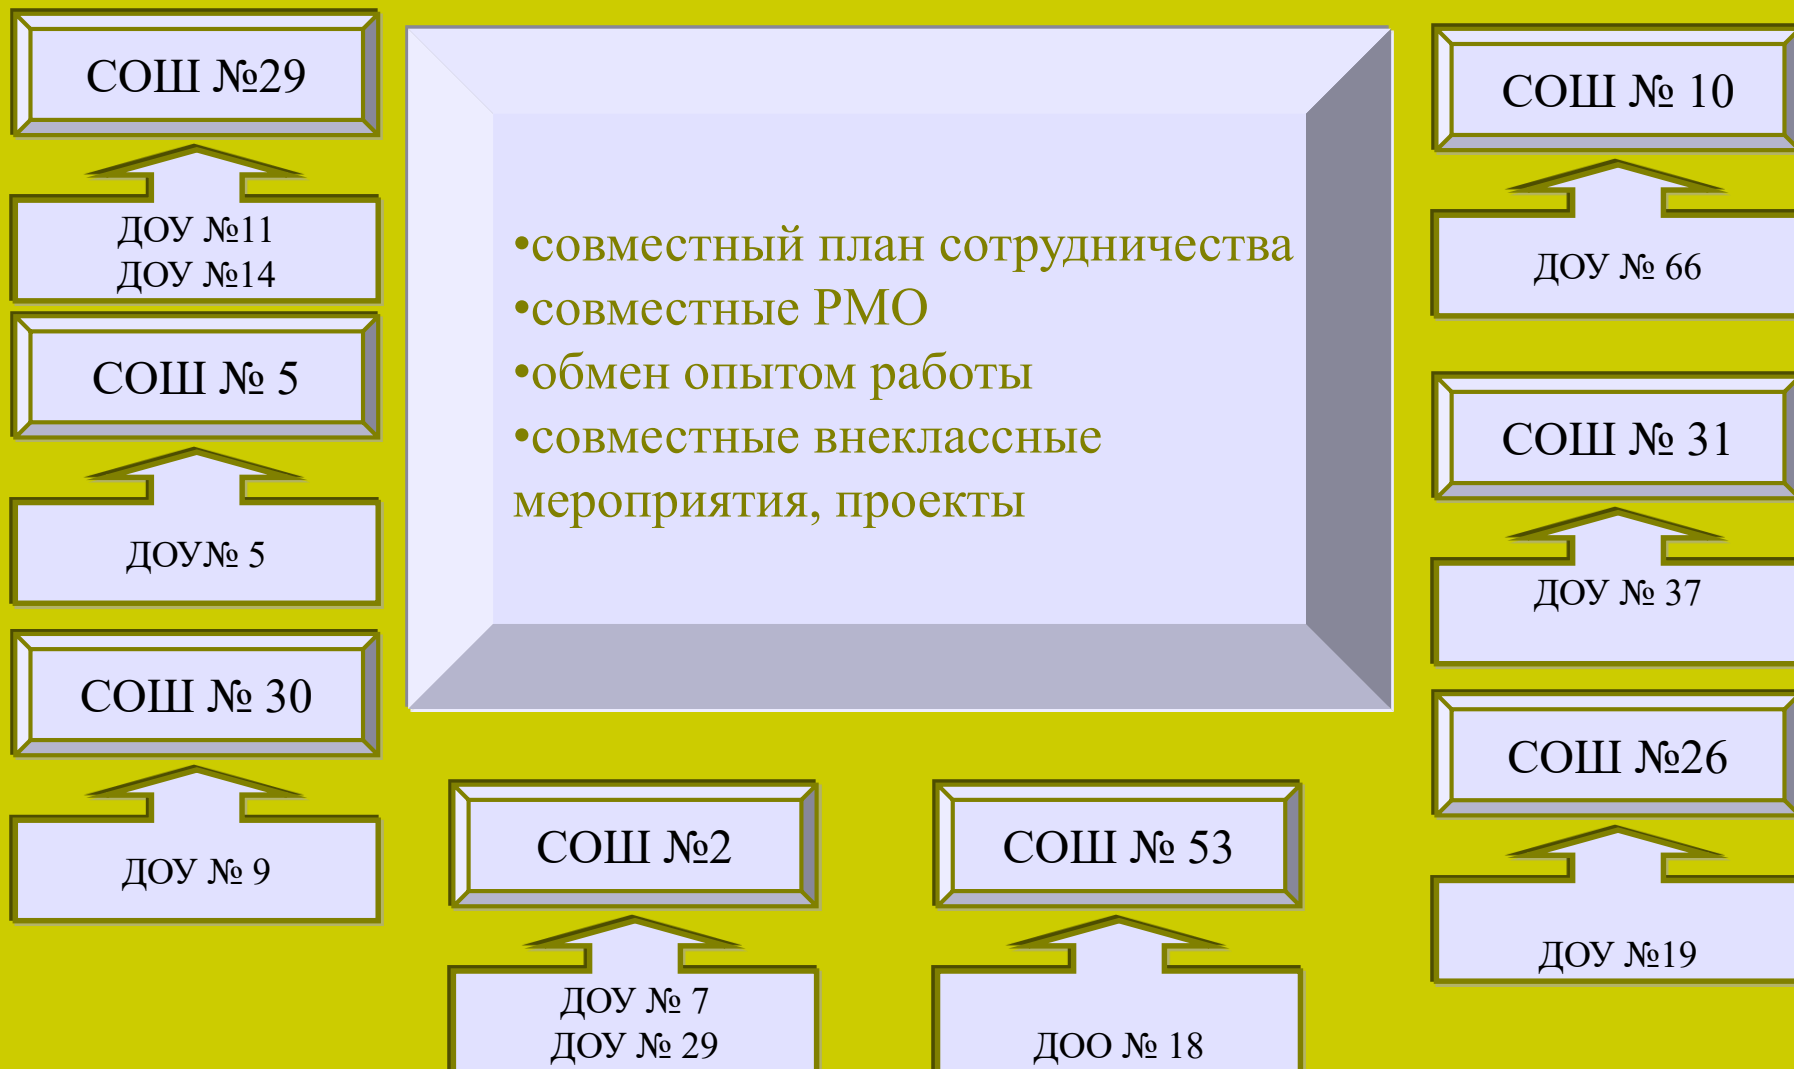 СОШ №29
ДОУ №11
ДОУ №14
СОШ № 5
ДОУ№ 5
СОШ № 30
ДОУ № 9
•совместный план сотрудничества
•совместные РМО
•обмен опытом работы
•совместные внеклассные
мероприятия, проекты
СОШ №2
ДОУ № 7
ДОУ № 29
СОШ № 53
ДОО № 18
СОШ № 10
ДОУ № 66
СОШ № 31
ДОУ № 37
СОШ №26
ДОУ №19